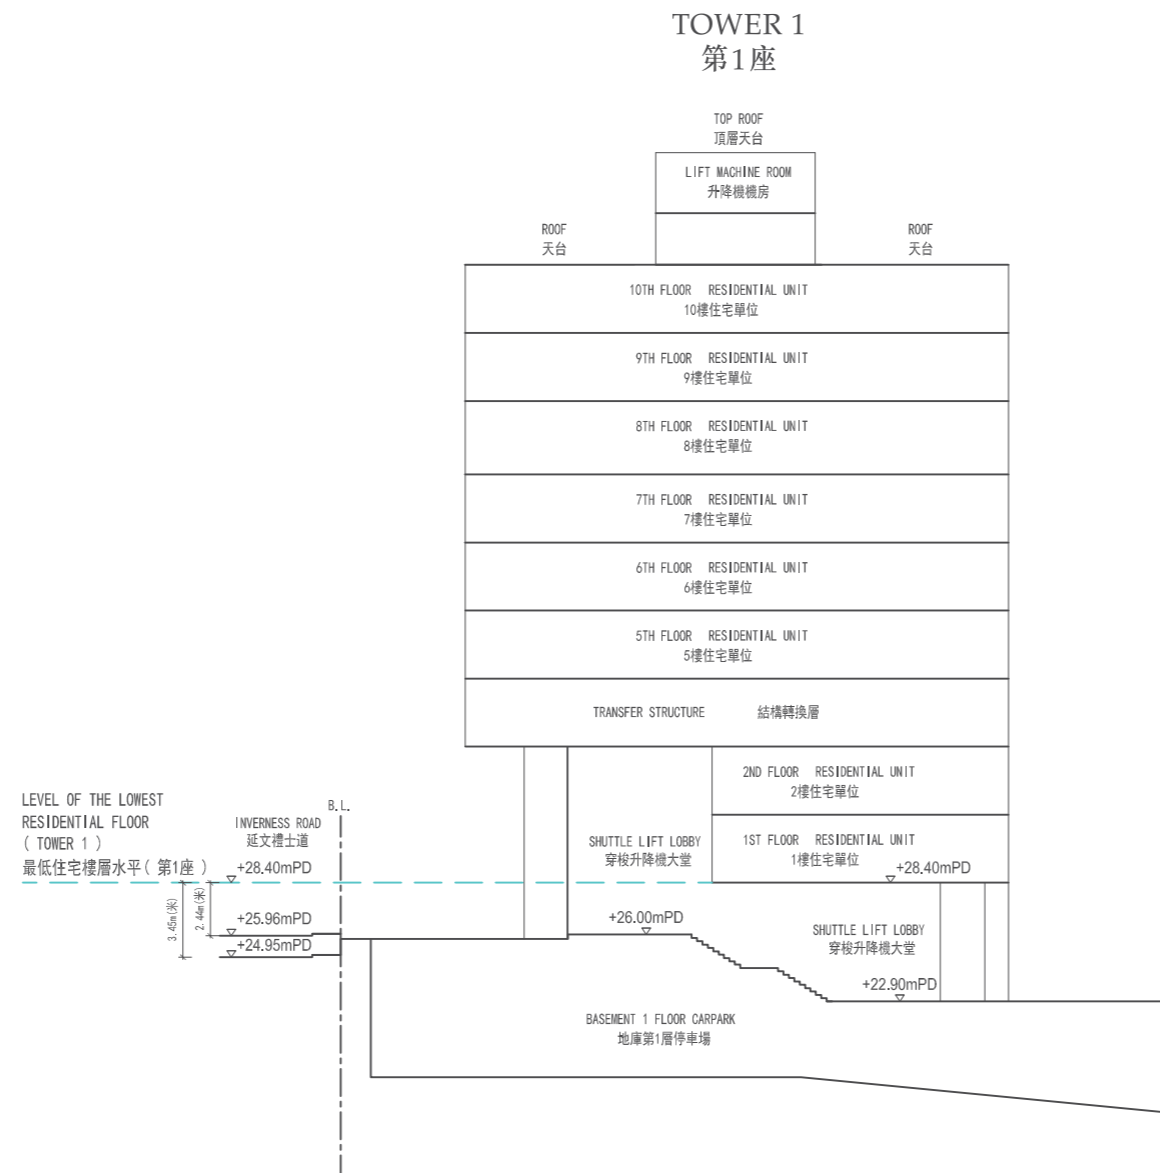 TOWER 1
第1座
TOP ROOF
頂層天台
LIFT MACHINE ROOM
升降機機房
ROOF
天台
ROOF
天台
10TH FLOOR RESIDENTIAL UNIT
10樓住宅單位
9TH FLOOR RESIDENTIAL UNIT
9樓住宅單位
8TH FLOOR RESIDENTIAL UNIT
8樓住宅單位
7TH FLOOR RESIDENTIAL UNIT
7樓住宅單位
6TH FLOOR RESIDENTIAL UNIT
6樓住宅單位
5TH FLOOR RESIDENTIAL UNIT
5樓住宅單位
TRANSFER STRUCTURE 結構轉換層
2ND FLOOR RESIDENTIAL UNIT
2樓住宅單位
1ST FLOOR RESIDENTIAL UNIT
1樓住宅單位
+28.40mPD
LEVEL OF THE LOWEST
RESIDENTIAL FLOOR
( TOWER 1 )
最低住宅樓層水平( 第1座 )
B.L.
INVERNESS ROAD
延文禮士道
+28.40mPD
3.45m(米)
2.44m(米)
+25.96mPD
+24.95mPD
SHUTTLE LIFT LOBBY
穿梭升降機大堂
+26.00mPD
SHUTTLE LIFT LOBBY
穿梭升降機大堂
+22.90mPD
BASEMENT 1 FLOOR CARPARK
地庫第1層停車場